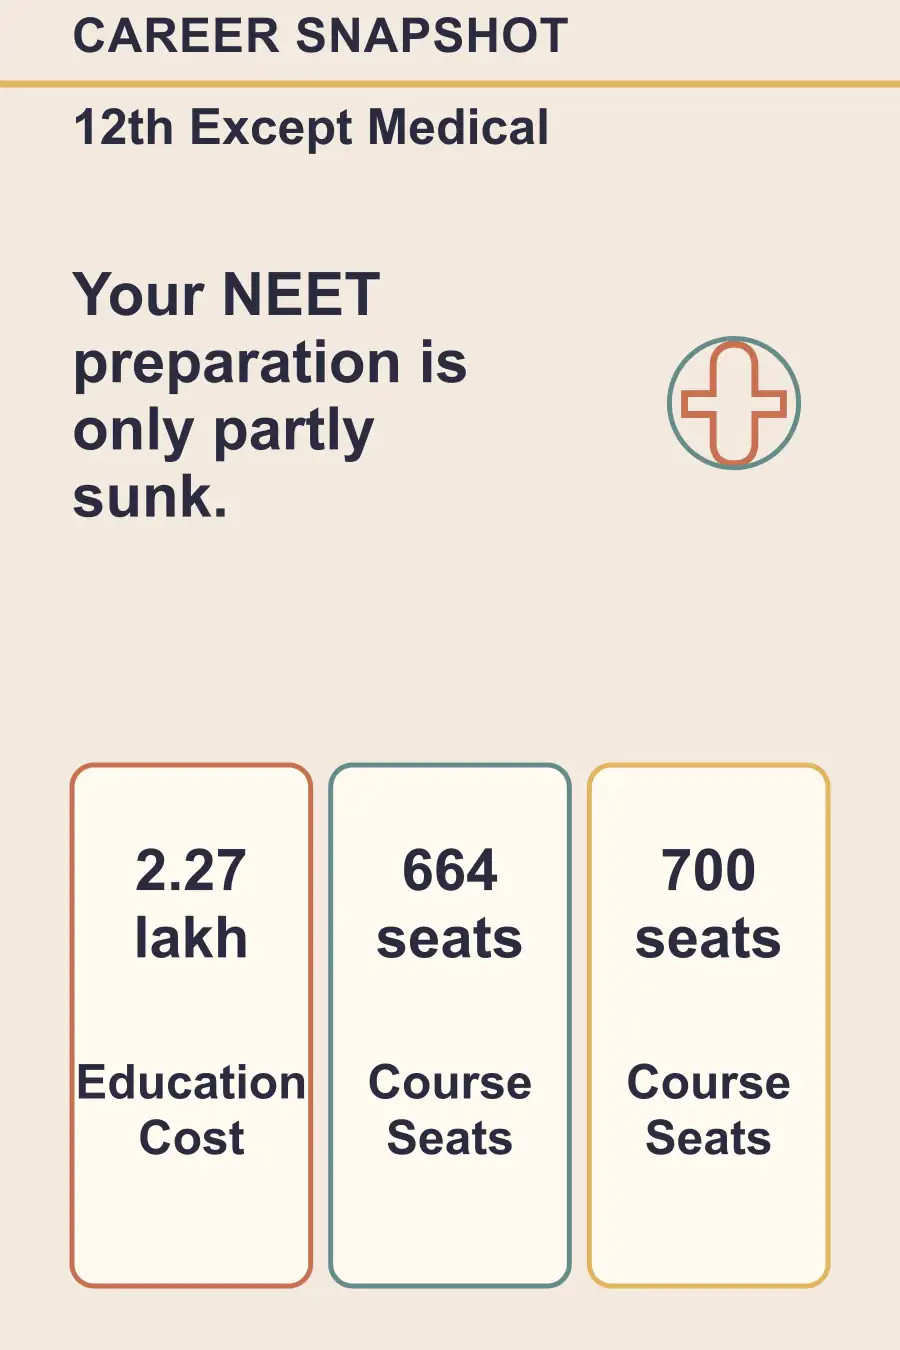 CAREER SNAPSHOT
12th Except Medical
Your NEET
preparation is
only partly
sunk.
2.27
lakh
Education
Cost
664
seats
Course
Seats
700
seats
Course
Seats